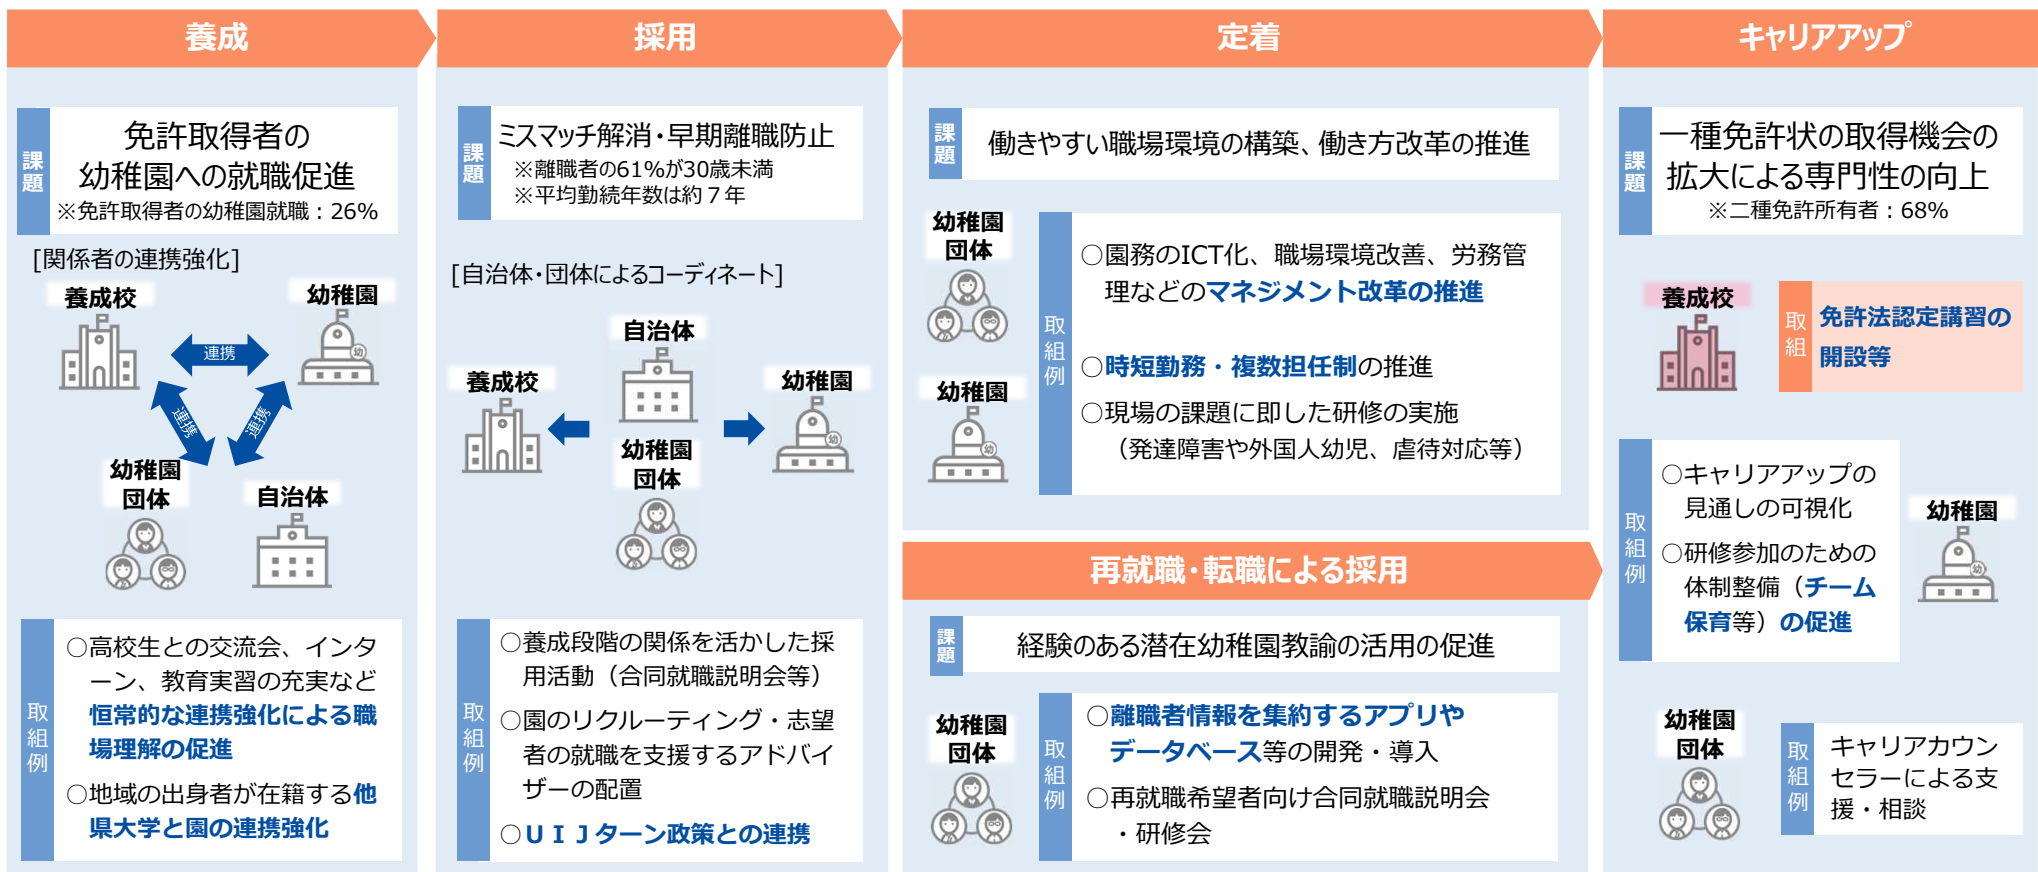 養成
課題
免許取得者の
幼稚園への就職促進
※免許取得者の幼稚園就職：26%
[関係者の連携強化]
養成校
幼稚園
連携
幼
連携
連携
幼稚園
団体
自治体
取組例
○高校生との交流会、インタ
ーン、教育実習の充実など
恒常的な連携強化による職
場理解の促進
○地域の出身者が在籍する他
県大学と園の連携強化
採用
課題
ミスマッチ解消・早期離職防止
※離職者の61%が30歳未満
※平均勤続年数は約７年
[自治体・団体によるコーディネート]
自治体
養成校
幼稚園
幼
幼稚園
団体
取組例
○養成段階の関係を活かした採
用活動（合同就職説明会等）
○園のリクルーティング・志望
者の就職を支援するアドバイ
ザーの配置
○ＵＩＪターン政策との連携
定着
課題
働きやすい職場環境の構築、働き方改革の推進
幼稚園
団体
幼稚園
幼
取組例
○園務のICT化、職場環境改善、労務管
理などのマネジメント改革の推進
○時短勤務・複数担任制の推進
○現場の課題に即した研修の実施
（発達障害や外国人幼児、虐待対応等）
再就職・転職による採用
課題
経験のある潜在幼稚園教諭の活用の促進
幼稚園
団体
取組例
○離職者情報を集約するアプリや
データベース等の開発・導入
○再就職希望者向け合同就職説明会
・研修会
キャリアアップ
課題
一種免許状の取得機会の
拡大による専門性の向上
※二種免許所有者：68%
養成校
取組
免許法認定講習の
開設等
取組例
○キャリアアップの
見通しの可視化
○研修参加のための
体制整備（チーム
保育等）の促進
幼稚園
幼
幼稚園
団体
取組例
キャリアカウン
セラーによる支
援・相談